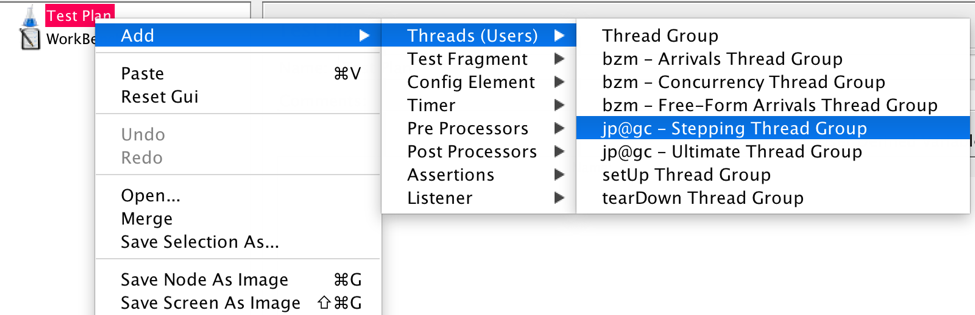 Test Plan
WorkBe
Add
Paste ⌘V
Reset Gui
Undo
Redo
Open...
Merge
Save Selection As...
Save Node As Image ⌘G
Save Screen As Image ⇧⌘G
Threads (Users)
Test Fragment
Config Element
Timer
Pre Processors
Post Processors
Assertions
Listener
Thread Group
bzm – Arrivals Thread Group
bzm – Concurrency Thread Group
bzm – Free-Form Arrivals Thread Group
jp@gc – Stepping Thread Group
jp@gc – Ultimate Thread Group
setUp Thread Group
tearDown Thread Group